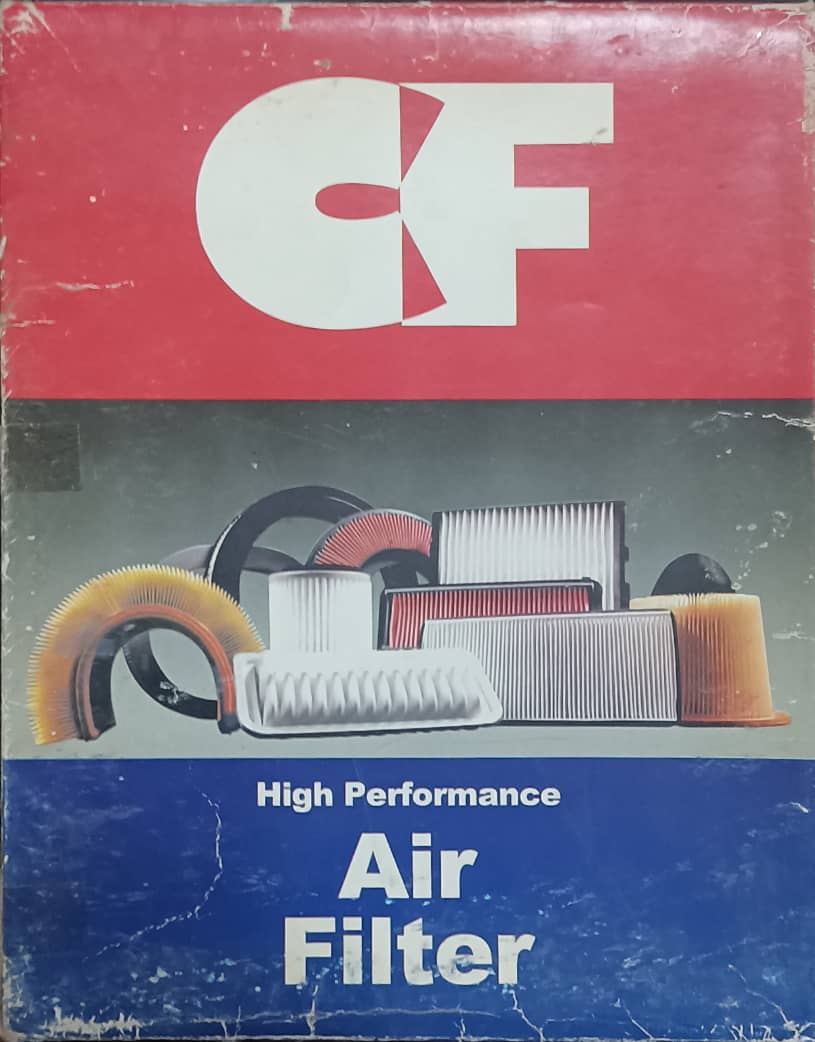 CF
High Performance
Air
Filter